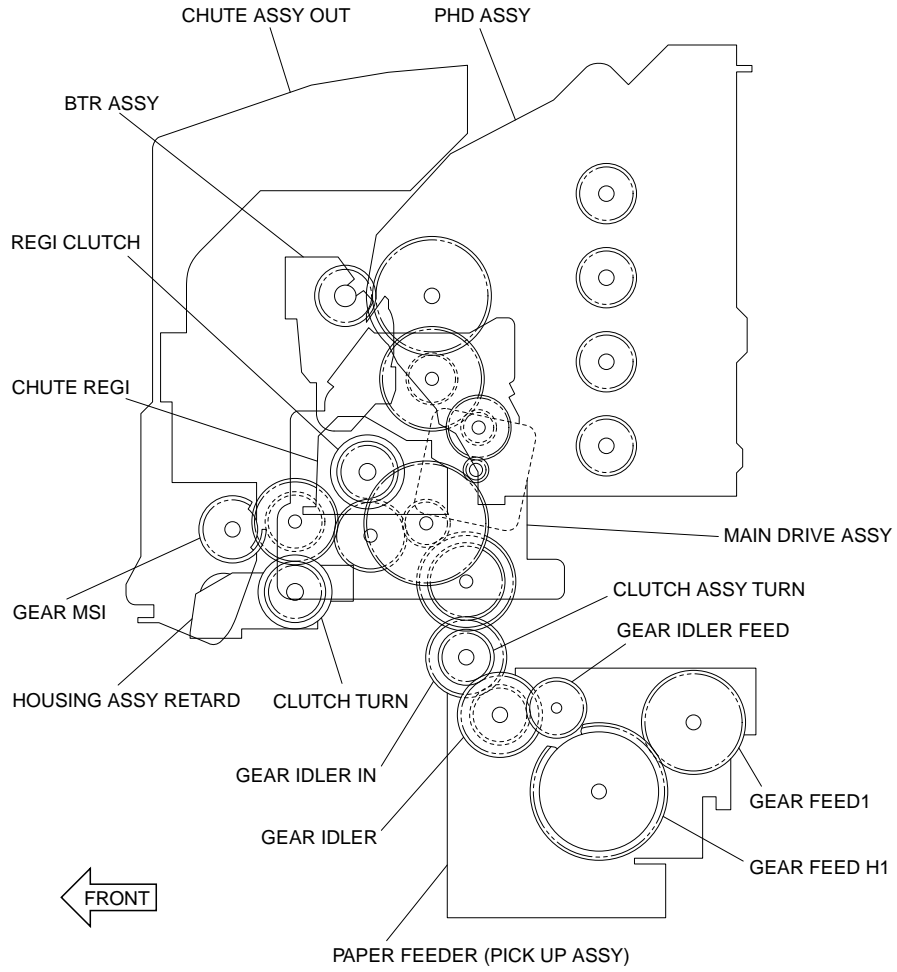 CHUTE ASSY OUT
PHD ASSY
BTR ASSY
REGI CLUTCH
CHUTE REGI
MAIN DRIVE ASSY
CLUTCH ASSY TURN
GEAR MSI
GEAR IDLER FEED
HOUSING ASSY RETARD
CLUTCH TURN
GEAR IDLER IN
GEAR FEED1
GEAR IDLER
GEAR FEED H1
FRONT
PAPER FEEDER (PICK UP ASSY)